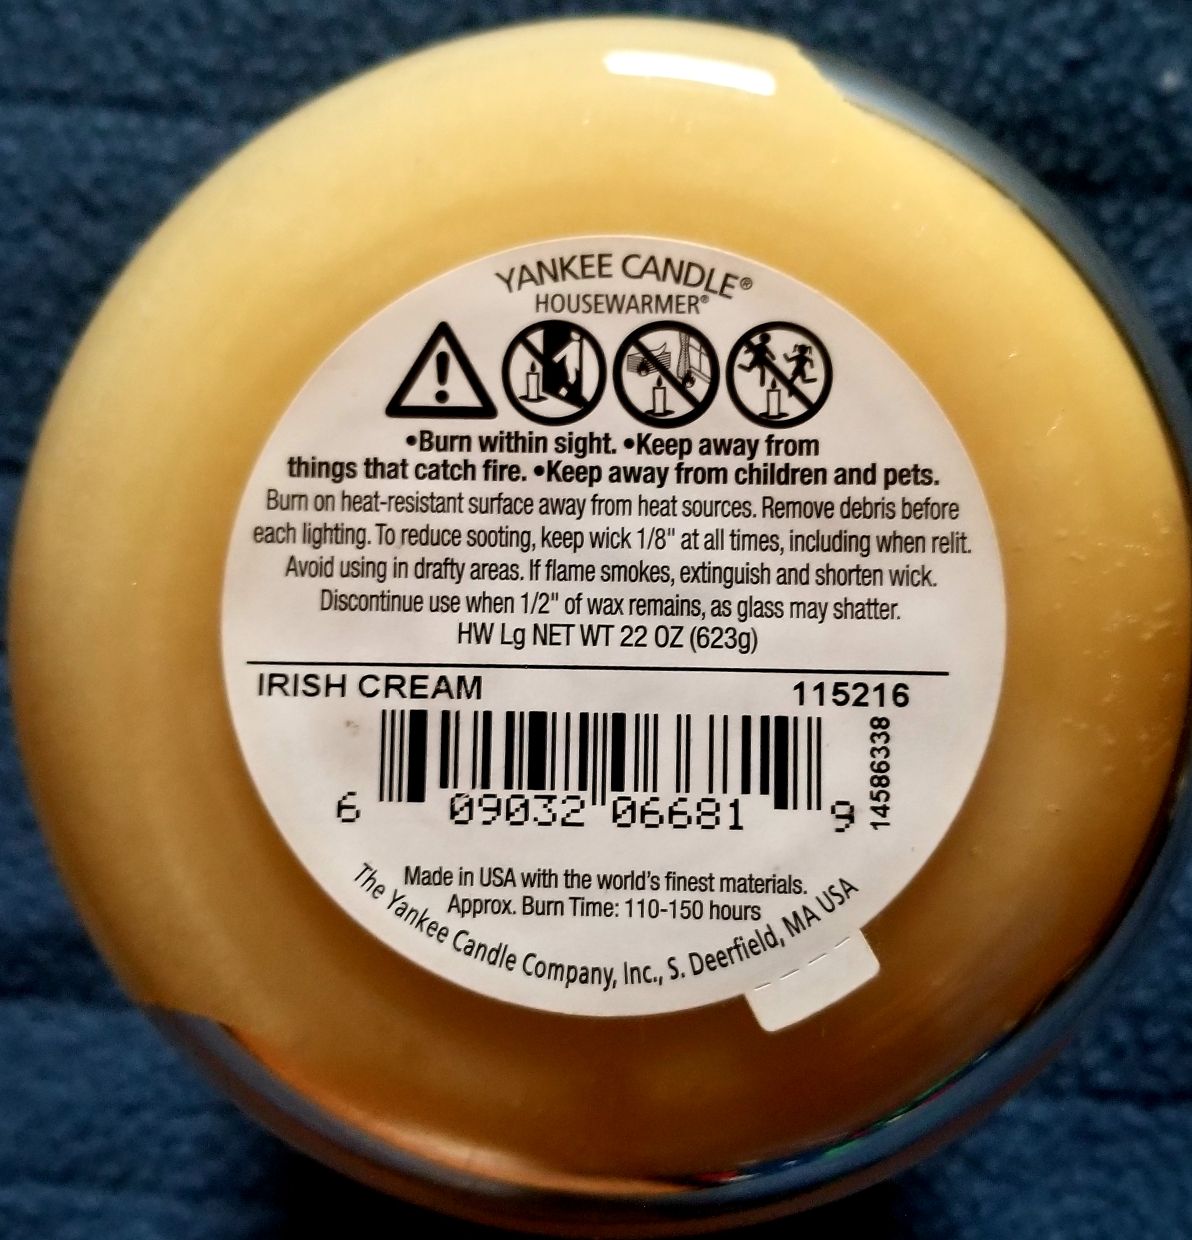 YANKEE CANDLE®
HOUSEWARMER®
•Burn within sight. •Keep away from
things that catch fire. •Keep away from children and pets.
Burn on heat-resistant surface away from heat sources. Remove debris before
each lighting. To reduce sooting, keep wick 1/8" at all times, including when relit.
Avoid using in drafty areas. If flame smokes, extinguish and shorten wick.
Discontinue use when 1/2" of wax remains, as glass may shatter.
HW Lg NET WT 22 OZ (623g)
IRISH CREAM 115216
6 09032 06681 9
14586338
Made in USA with the world's finest materials.
Approx. Burn Time: 110-150 hours
The Yankee Candle Company, Inc., S. Deerfield, MA USA